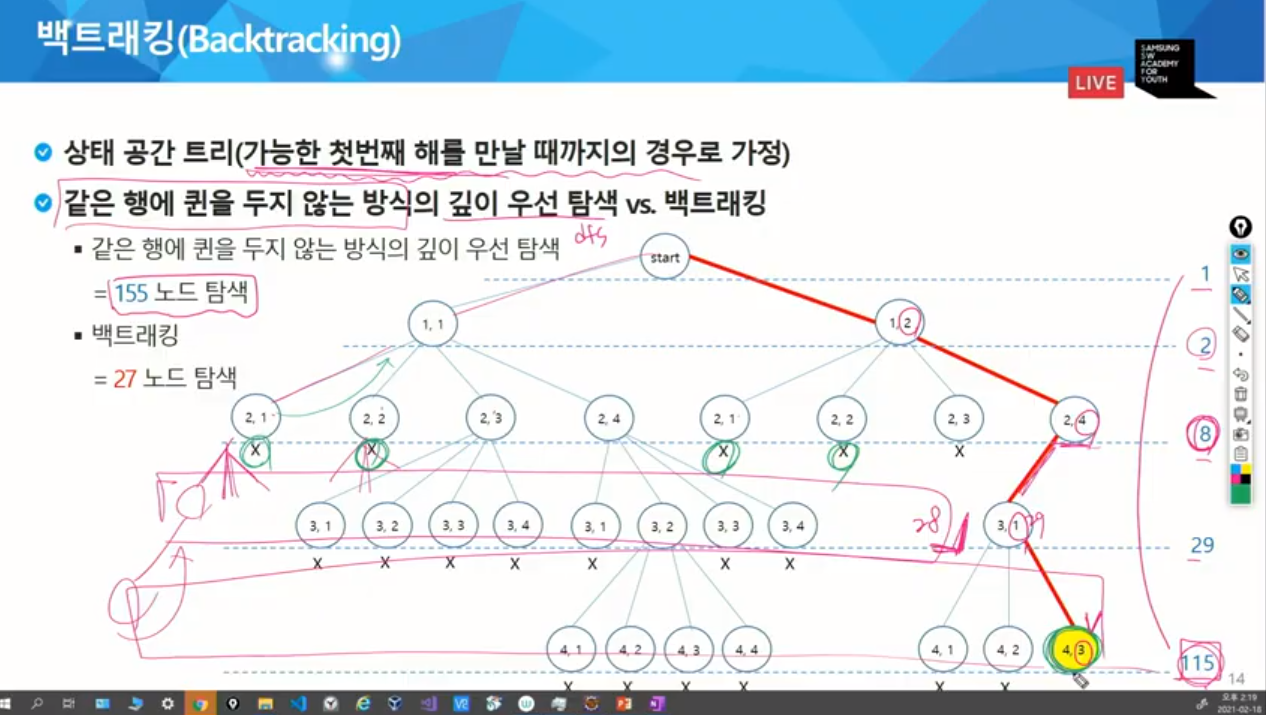 백트래킹(Backtracking)
SAMSUNG
SW
ACADEMY
FOR
YOUTH
LIVE
상태 공간 트리(가능한 첫번째 해를 만날 때까지의 경우로 가정)
같은 행에 퀸을 두지 않는 방식의 깊이 우선 탐색 vs. 백트래킹
같은 행에 퀸을 두지 않는 방식의 깊이 우선 탐색
dfs
= 155 노드 탐색
백트래킹
= 27 노드 탐색
start
1
1, 1
1, 2
2
2, 1
2, 2
2, 3
2, 4
2, 1
2, 2
2, 3
2, 4
X
X
X
X
X
8
3, 1
3, 2
3, 3
3, 4
3, 1
3, 2
3, 3
3, 4
28
3, 1
29
X
X
X
X
X
X
X
29
4, 1
4, 2
4, 3
4, 4
4, 1
4, 2
4, 3
X
X
X
X
X
X
115
14
오후 2:19
2021-02-18